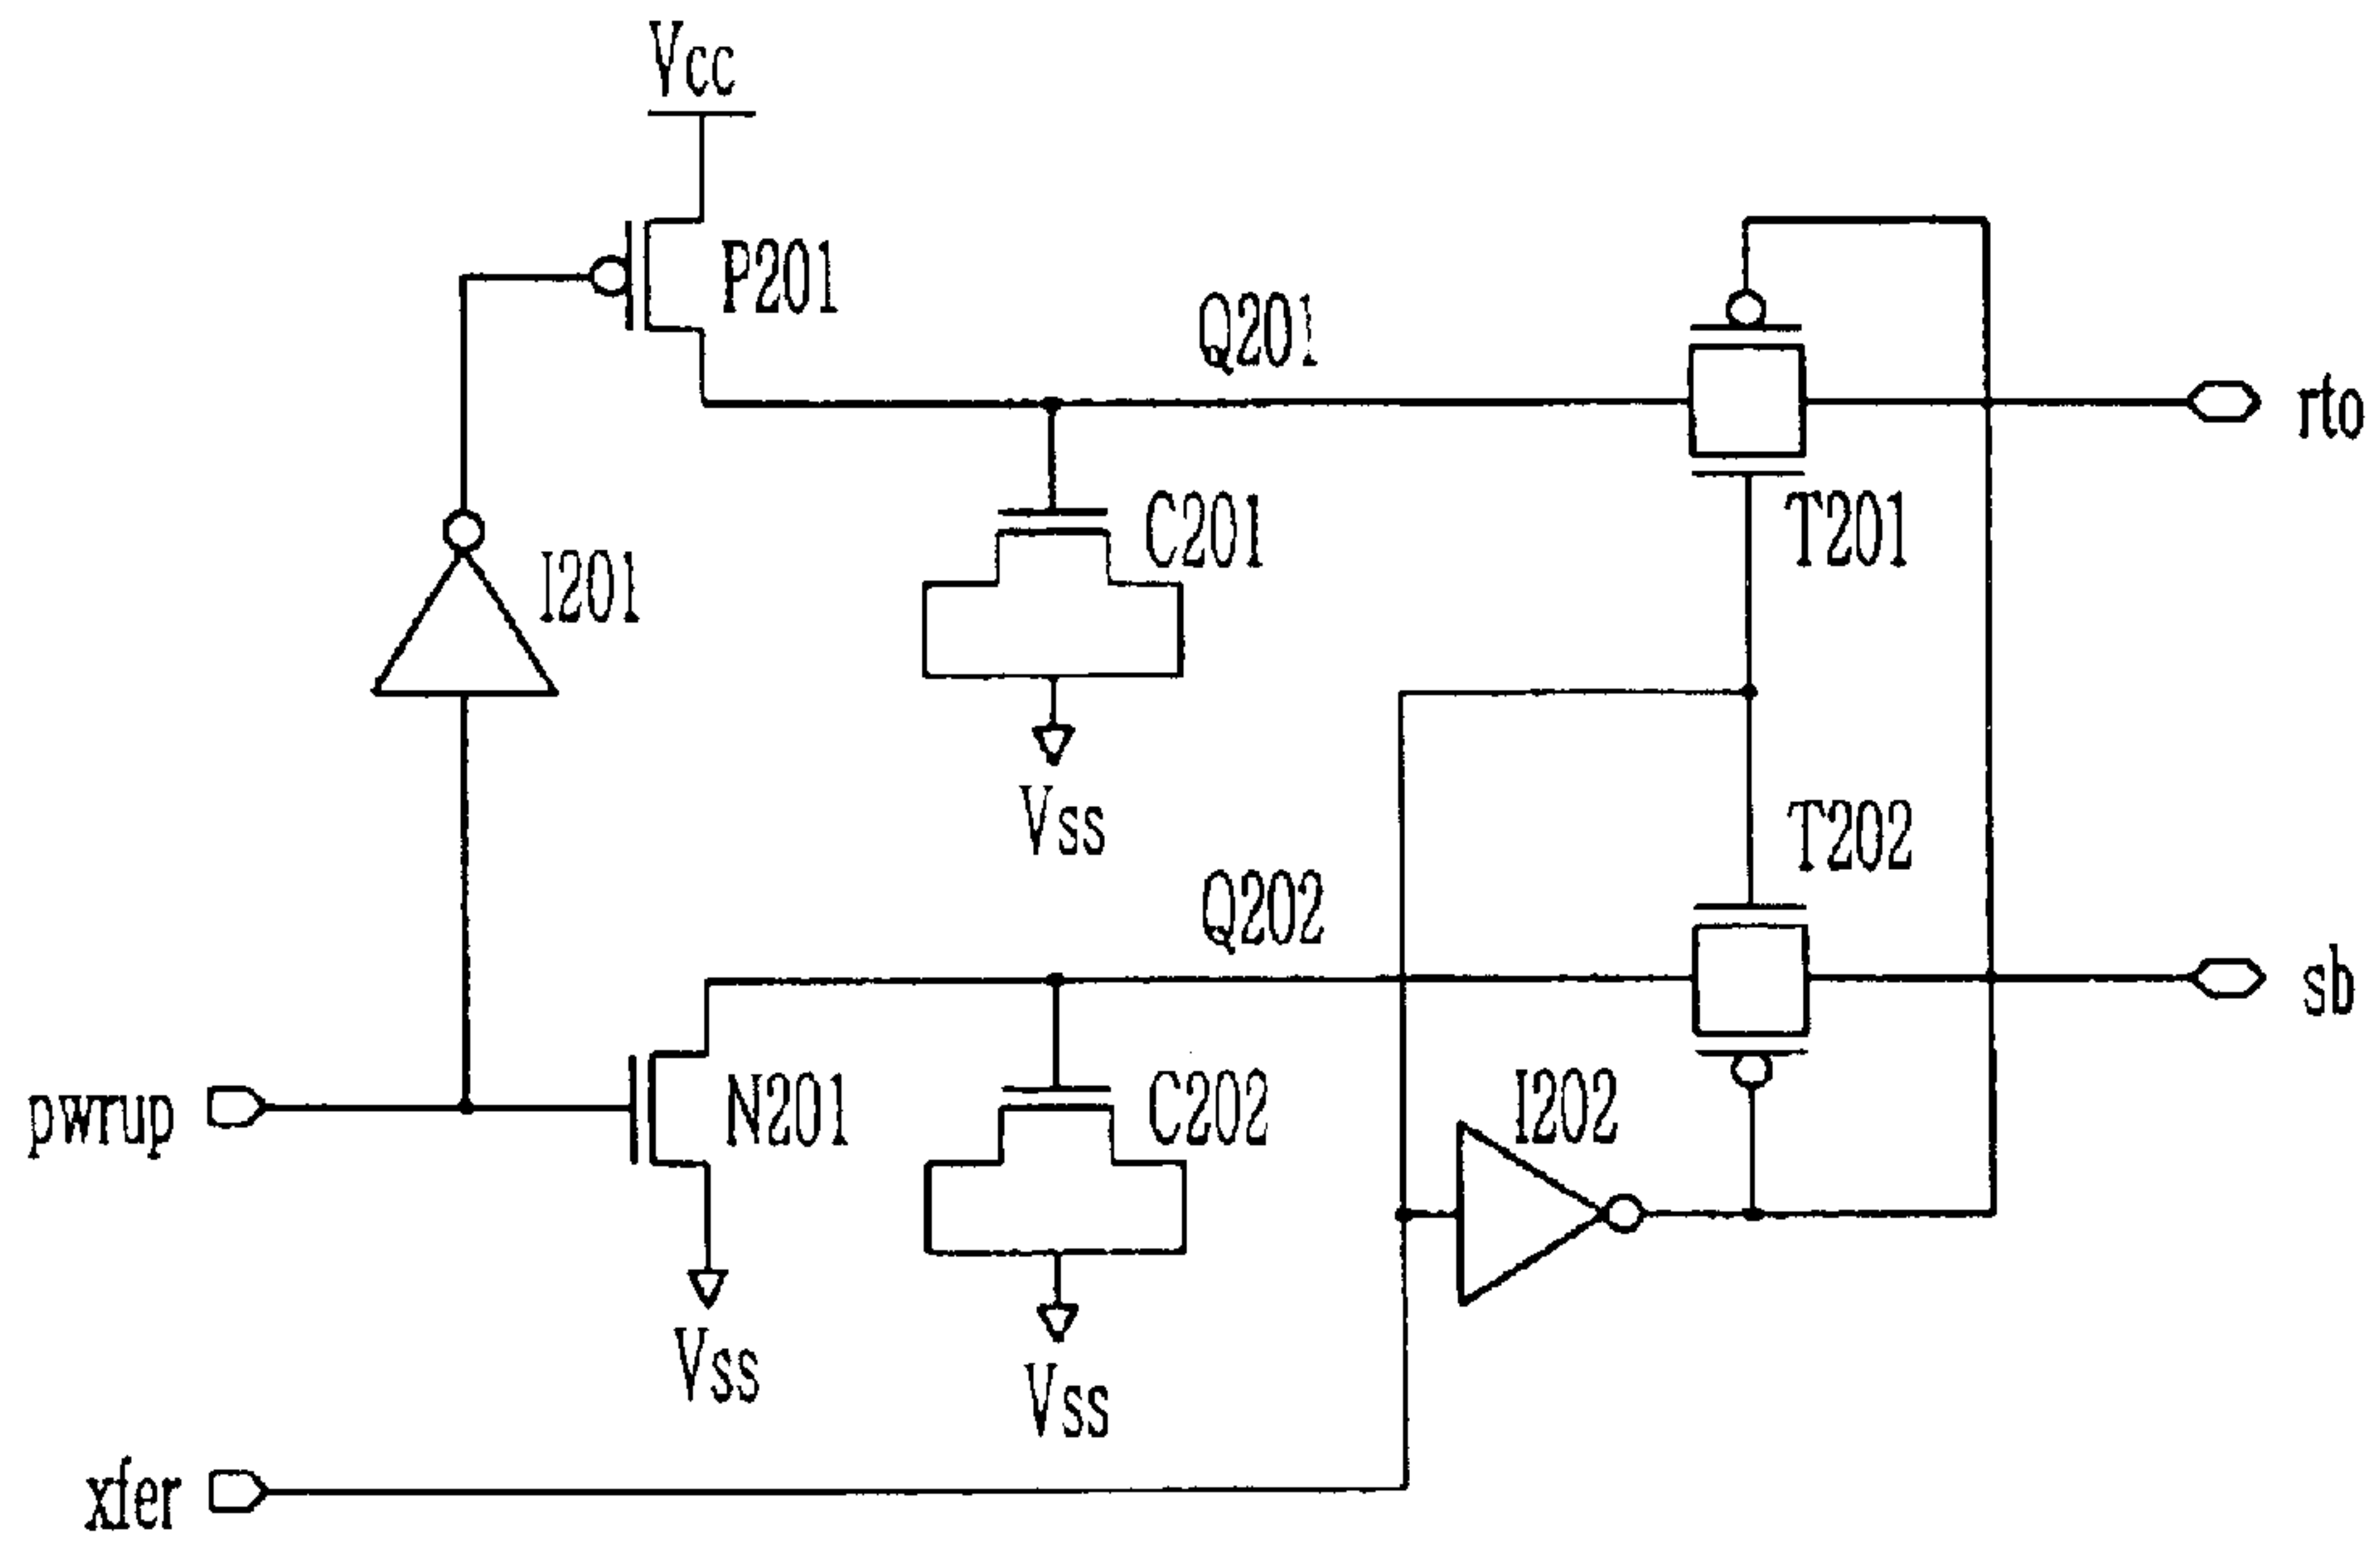 Vcc
P201
Q201
rto
C201
T201
I201
Vss
T202
Q202
sb
pwrup
N201
C202
I202
Vss
Vss
xfer